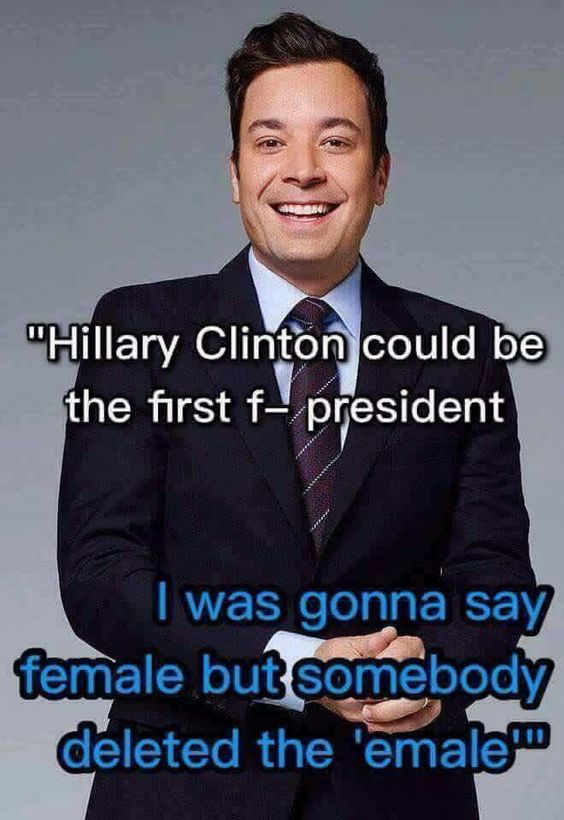 "Hillary Clinton could be
the first f– president
I was gonna say
female but somebody
deleted the 'emale'"